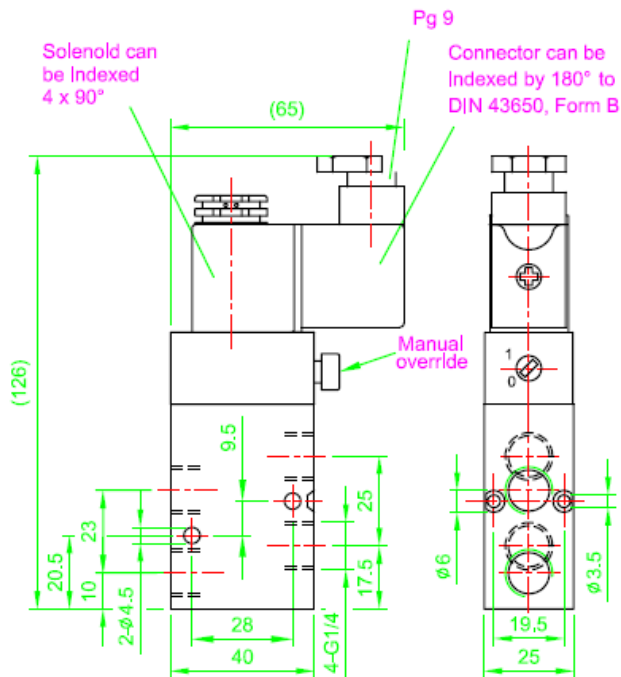 Pg 9
Solenoid can
be Indexed
4 x 90°
Connector can be
Indexed by 180° to
DIN 43650, Form B
(65)
(126)
Manual
override
1
0
9.5
25
23
20.5
10
17.5
2-ø4.5
28
40
4-G1/4'
ø6
ø3.5
19,5
25